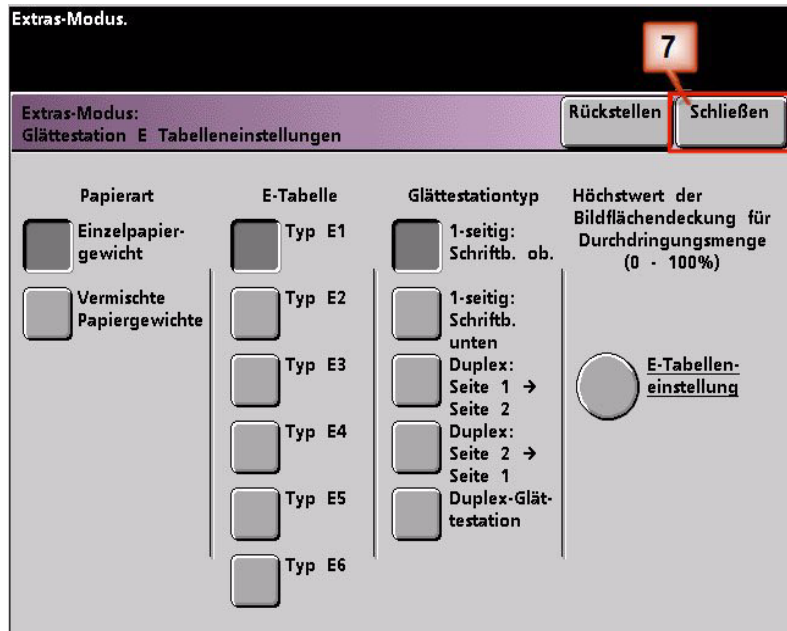 Extras-Modus.
7
Extras-Modus:
Glättestation E Tabelleneinstellungen
Rückstellen
Schließen
Papierart
Einzelpapier-
gewicht
Vermischte
Papiergewichte
E-Tabelle
Typ E1
Typ E2
Typ E3
Typ E4
Typ E5
Typ E6
Glättestationtyp
1-seitig:
Schriftb. ob.
1-seitig:
Schriftb.
unten
Duplex:
Seite 1 →
Seite 2
Duplex:
Seite 2 →
Seite 1
Duplex-Glät-
testation
Höchstwert der
Bildflächendeckung für
Durchdringungsmenge
(0 - 100%)
E-Tabellen-
einstellung